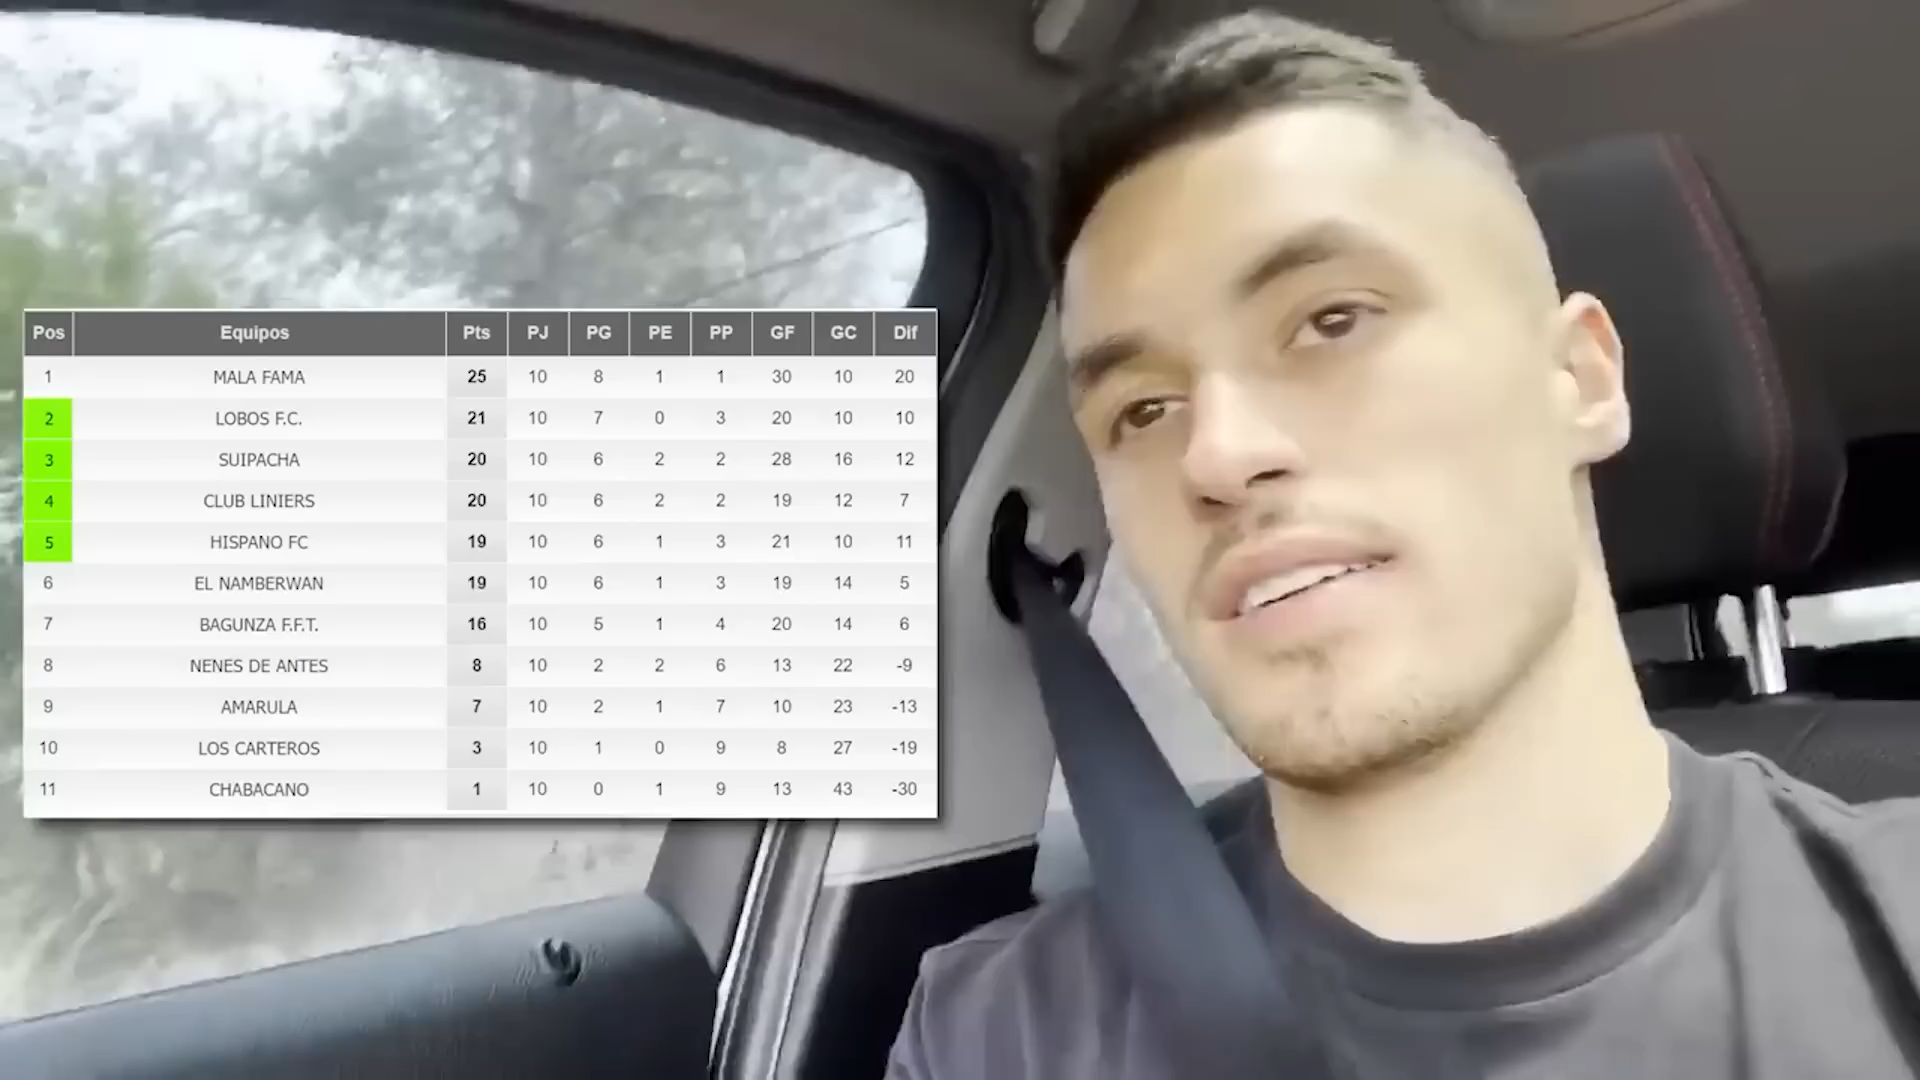 Pos Equipos Pts PJ PG PE PP GF GC Dif
1 MALA FAMA 25 10 8 1 1 30 10 20
2 LOBOS F.C. 21 10 7 0 3 20 10 10
3 SUIPACHA 20 10 6 2 2 28 16 12
4 CLUB LINIERS 20 10 6 2 2 19 12 7
5 HISPANO FC 19 10 6 1 3 21 10 11
6 EL NAMBERWAN 19 10 6 1 3 19 14 5
7 BAGUNZA F.F.T. 16 10 5 1 4 20 14 6
8 NENES DE ANTES 8 10 2 2 6 13 22 -9
9 AMARULA 7 10 2 1 7 10 23 -13
10 LOS CARTEROS 3 10 1 0 9 8 27 -19
11 CHABACANO 1 10 0 1 9 13 43 -30